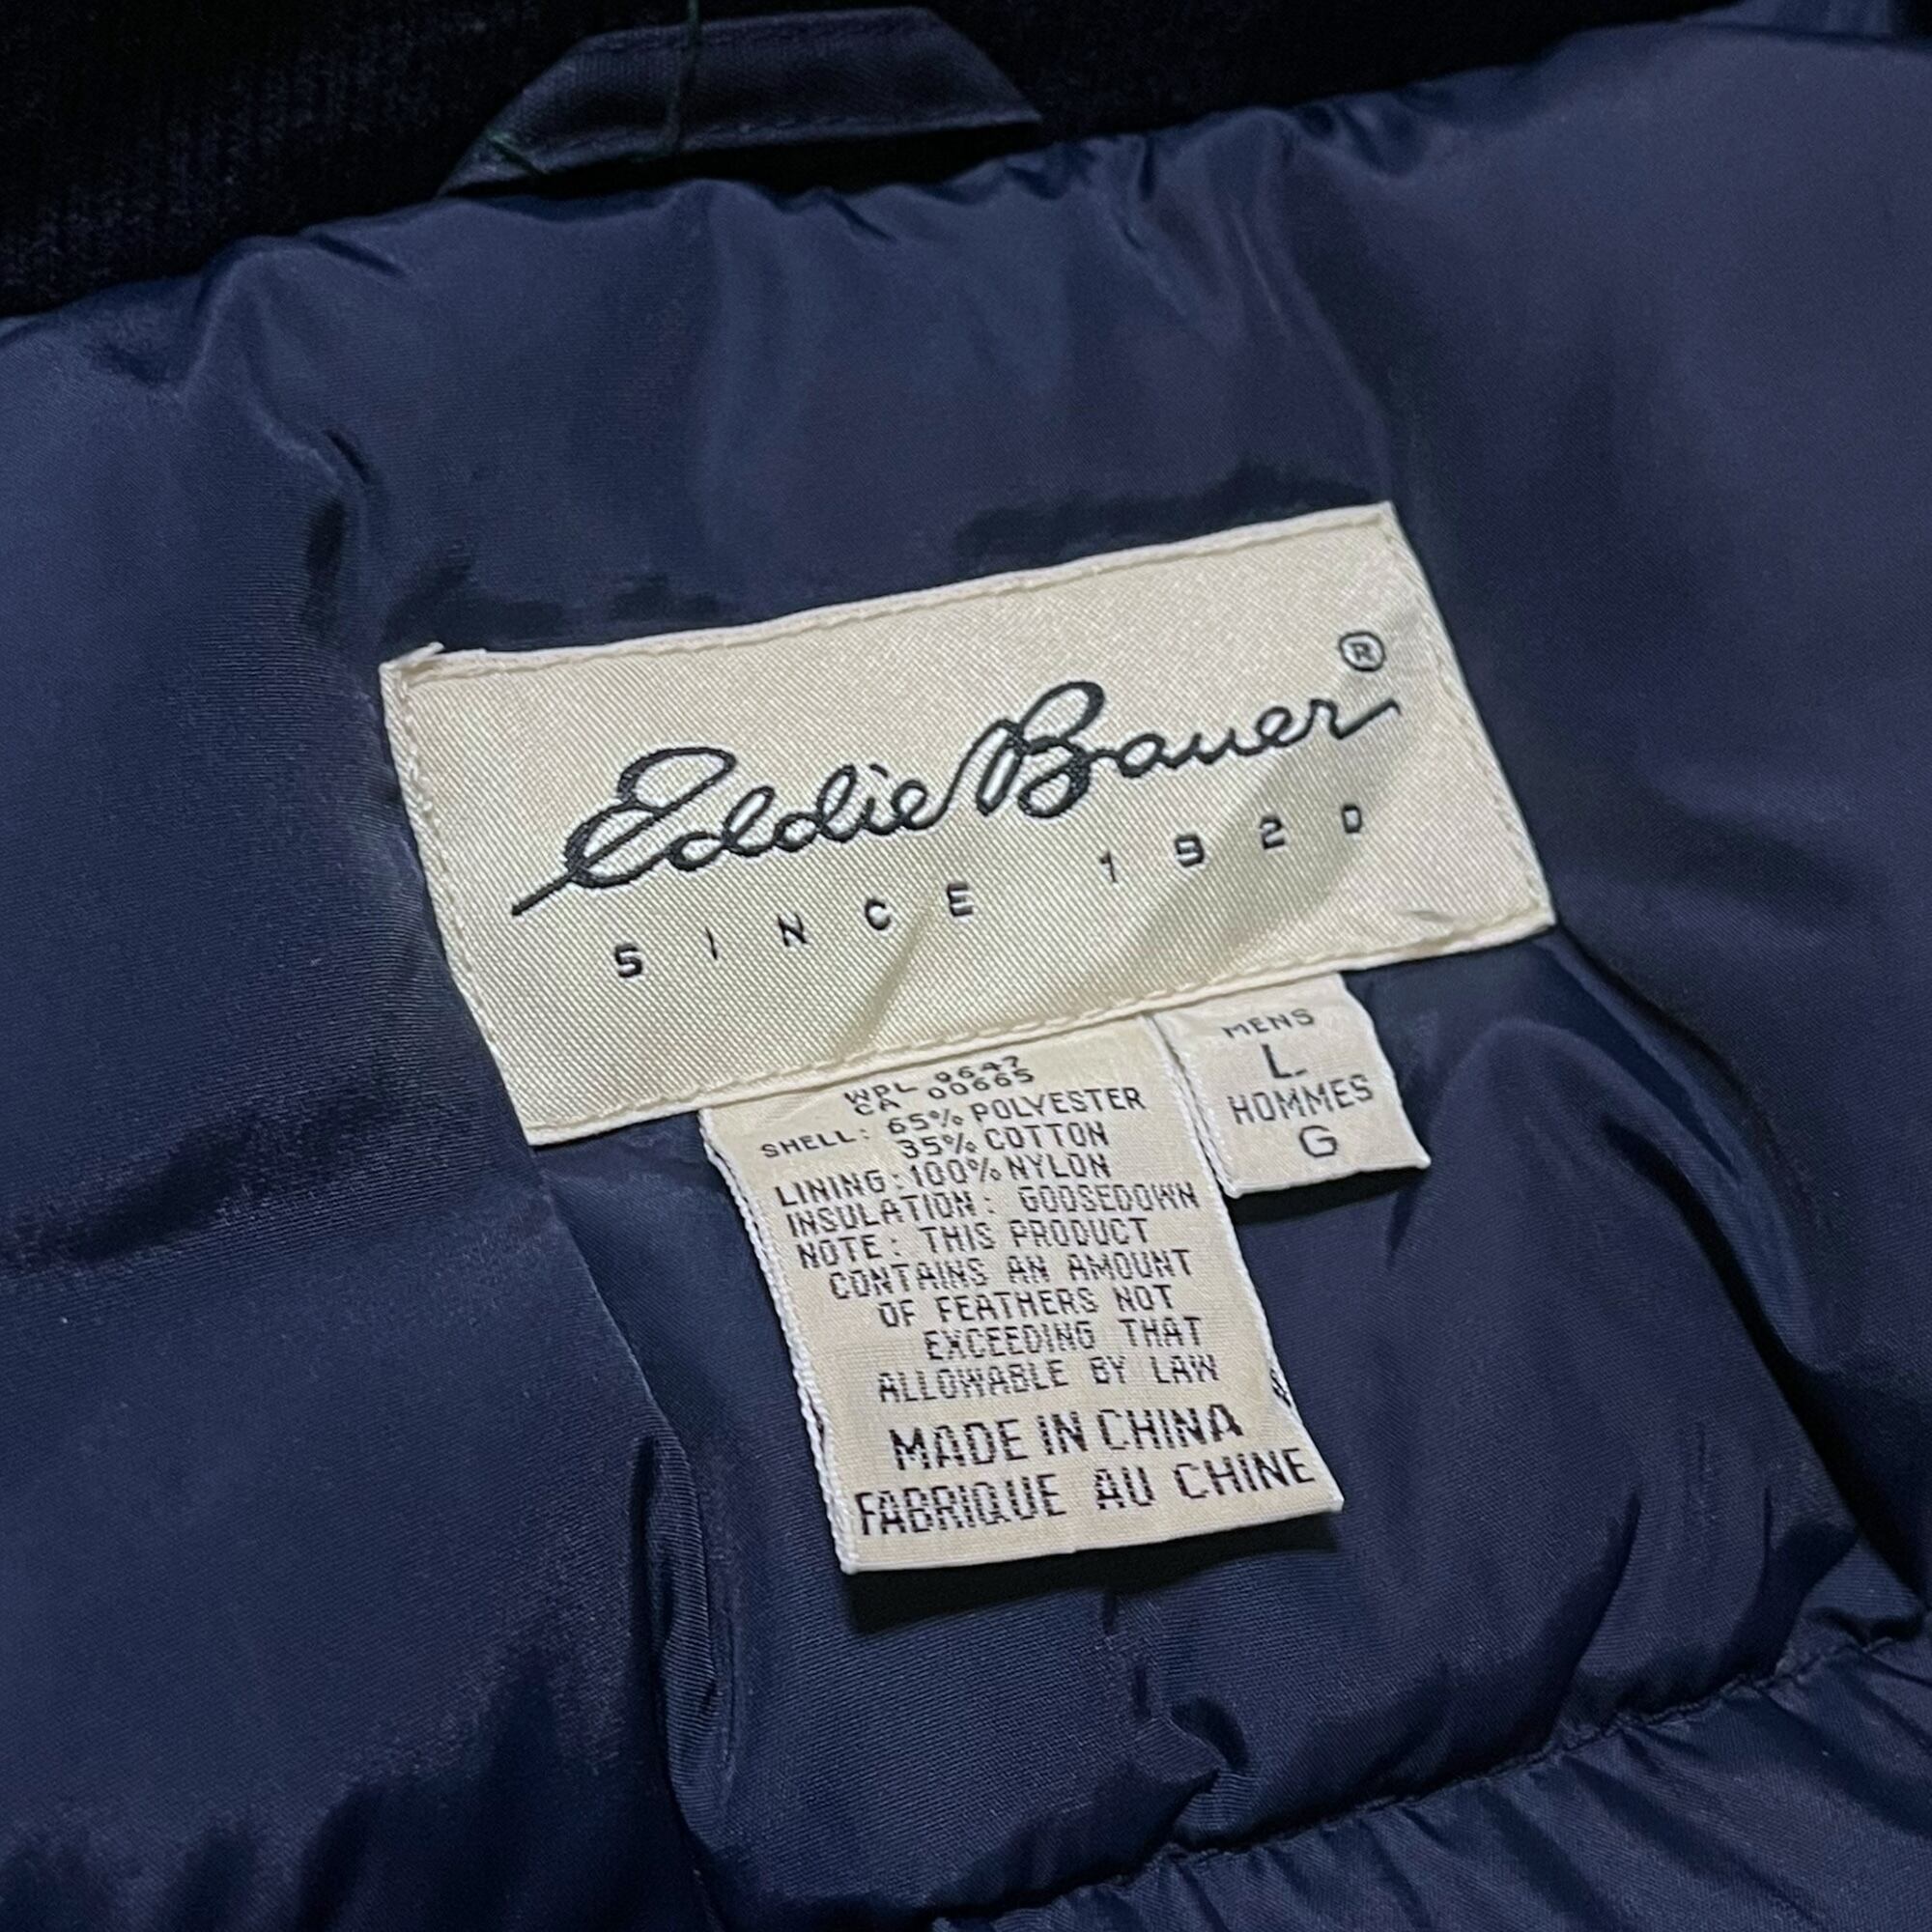 Eddie Bauer®
SINCE 1920
MENS
L
HOMMES
G
WPL 0647
CA 00665
SHELL: 65% POLYESTER
35% COTTON
LINING: 100% NYLON
INSULATION: GOOSEDOWN
NOTE: THIS PRODUCT
CONTAINS AN AMOUNT
OF FEATHERS NOT
EXCEEDING THAT
ALLOWABLE BY LAW
MADE IN CHINA
FABRIQUE AU CHINE